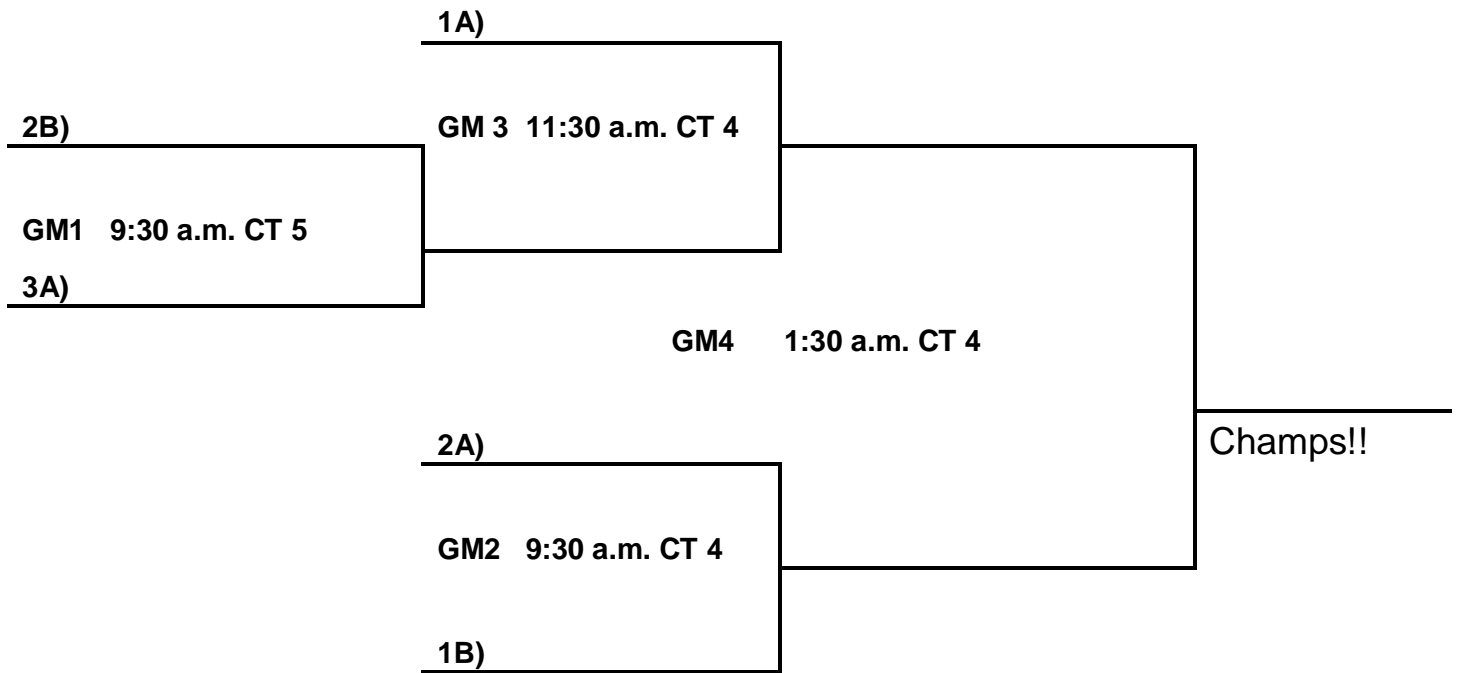 1A)
2B)
GM 3 11:30 a.m. CT 4
GM1 9:30 a.m. CT 5
3A)
GM4 1:30 a.m. CT 4
2A)
Champs!!
GM2 9:30 a.m. CT 4
1B)